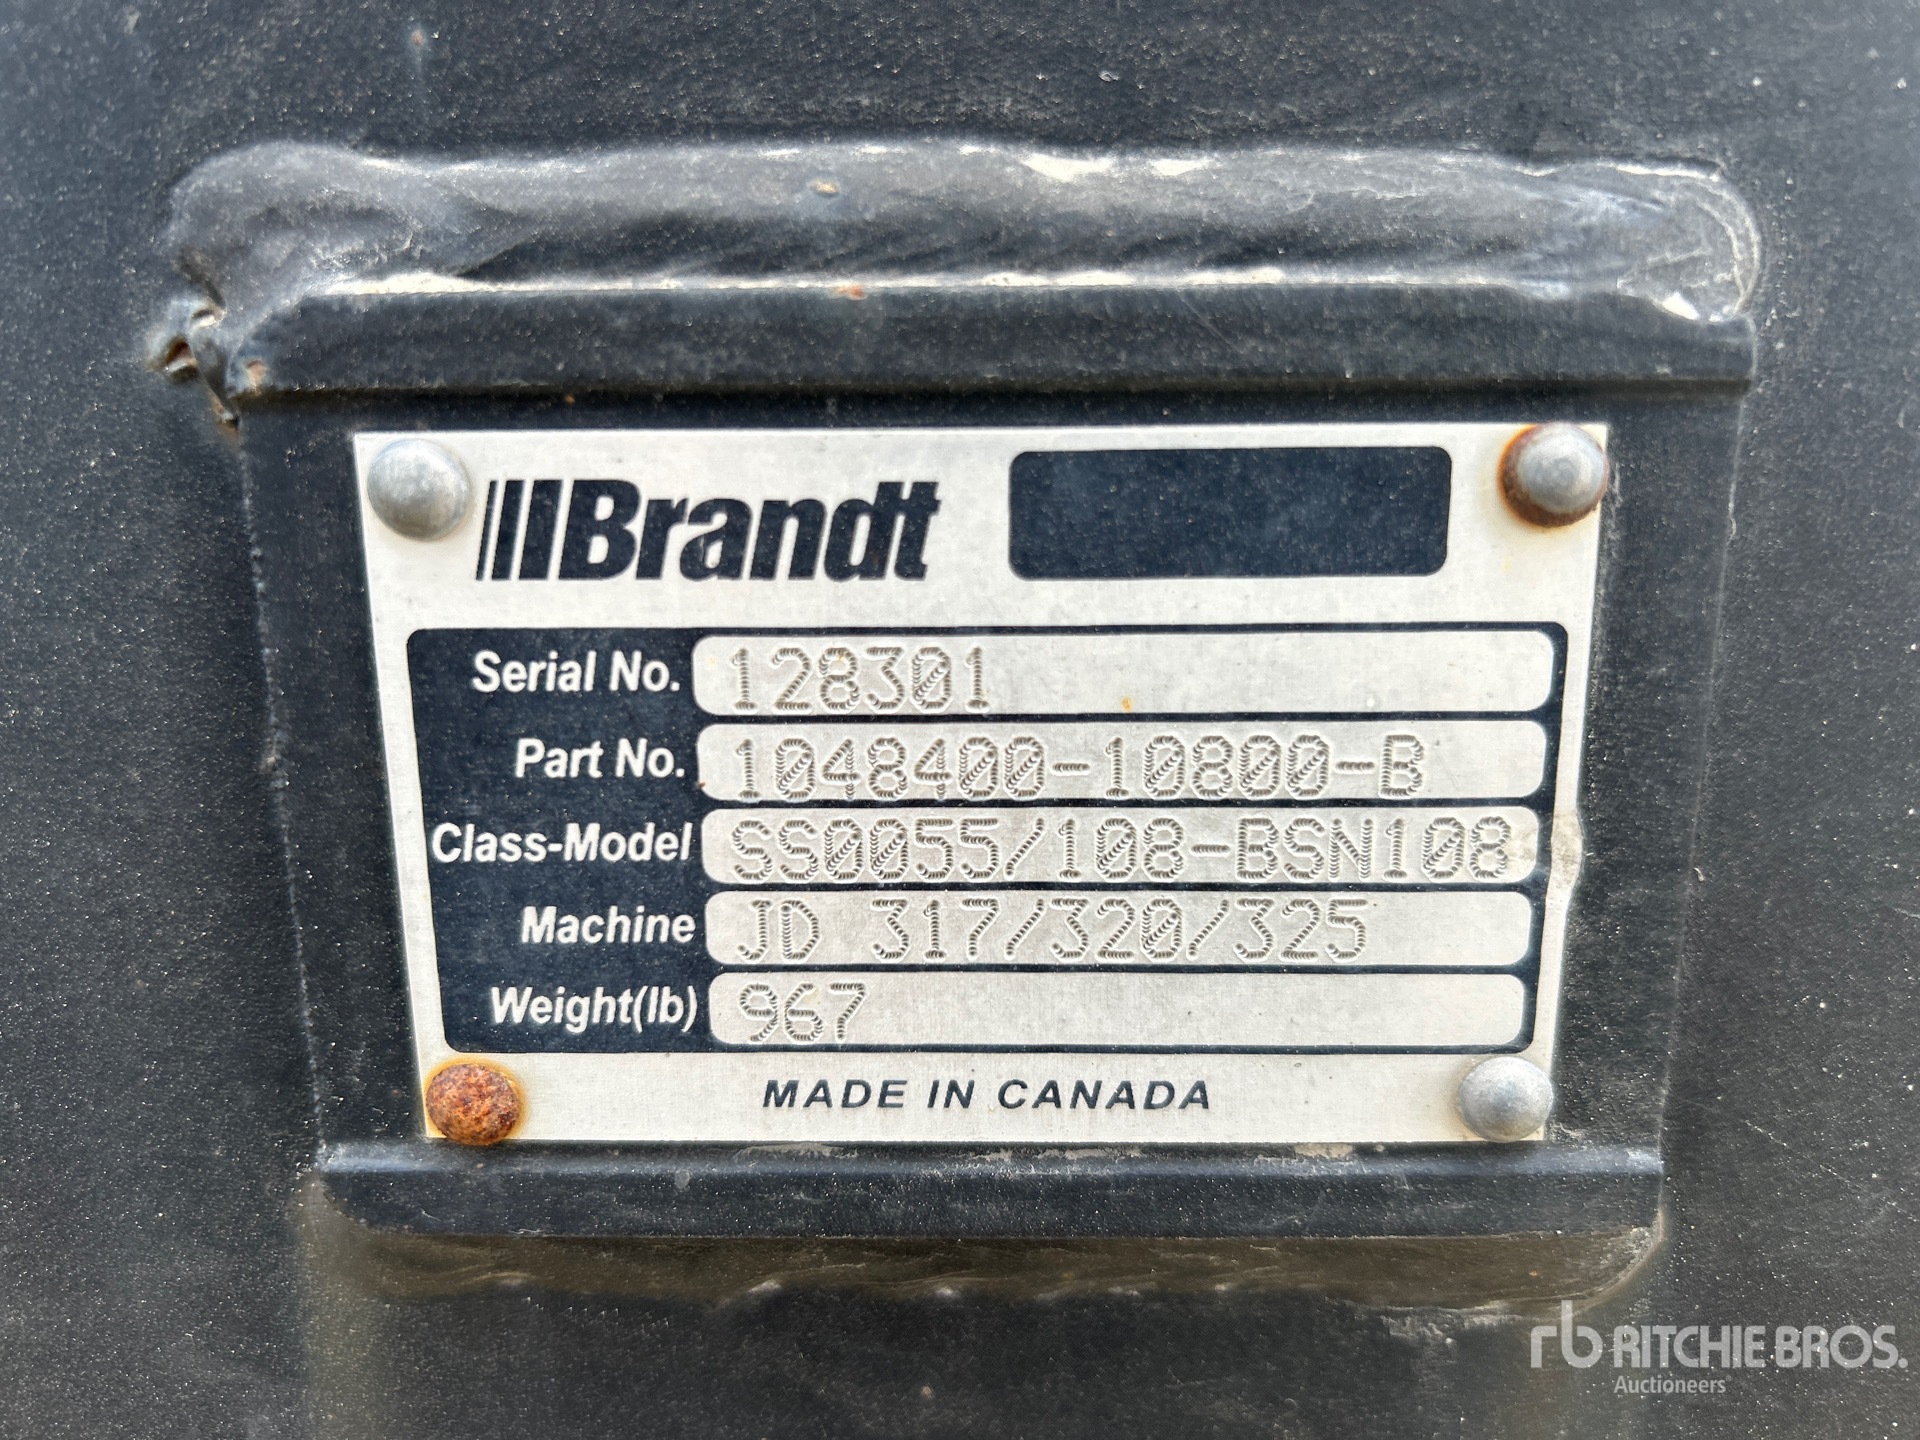 Brandt
Serial No. 128301
Part No. 1048400-10800-B
Class-Model SS0055/108-BSN108
Machine JD 317/320/325
Weight(lb) 967
MADE IN CANADA
rb RITCHIE BROS.
Auctioneers